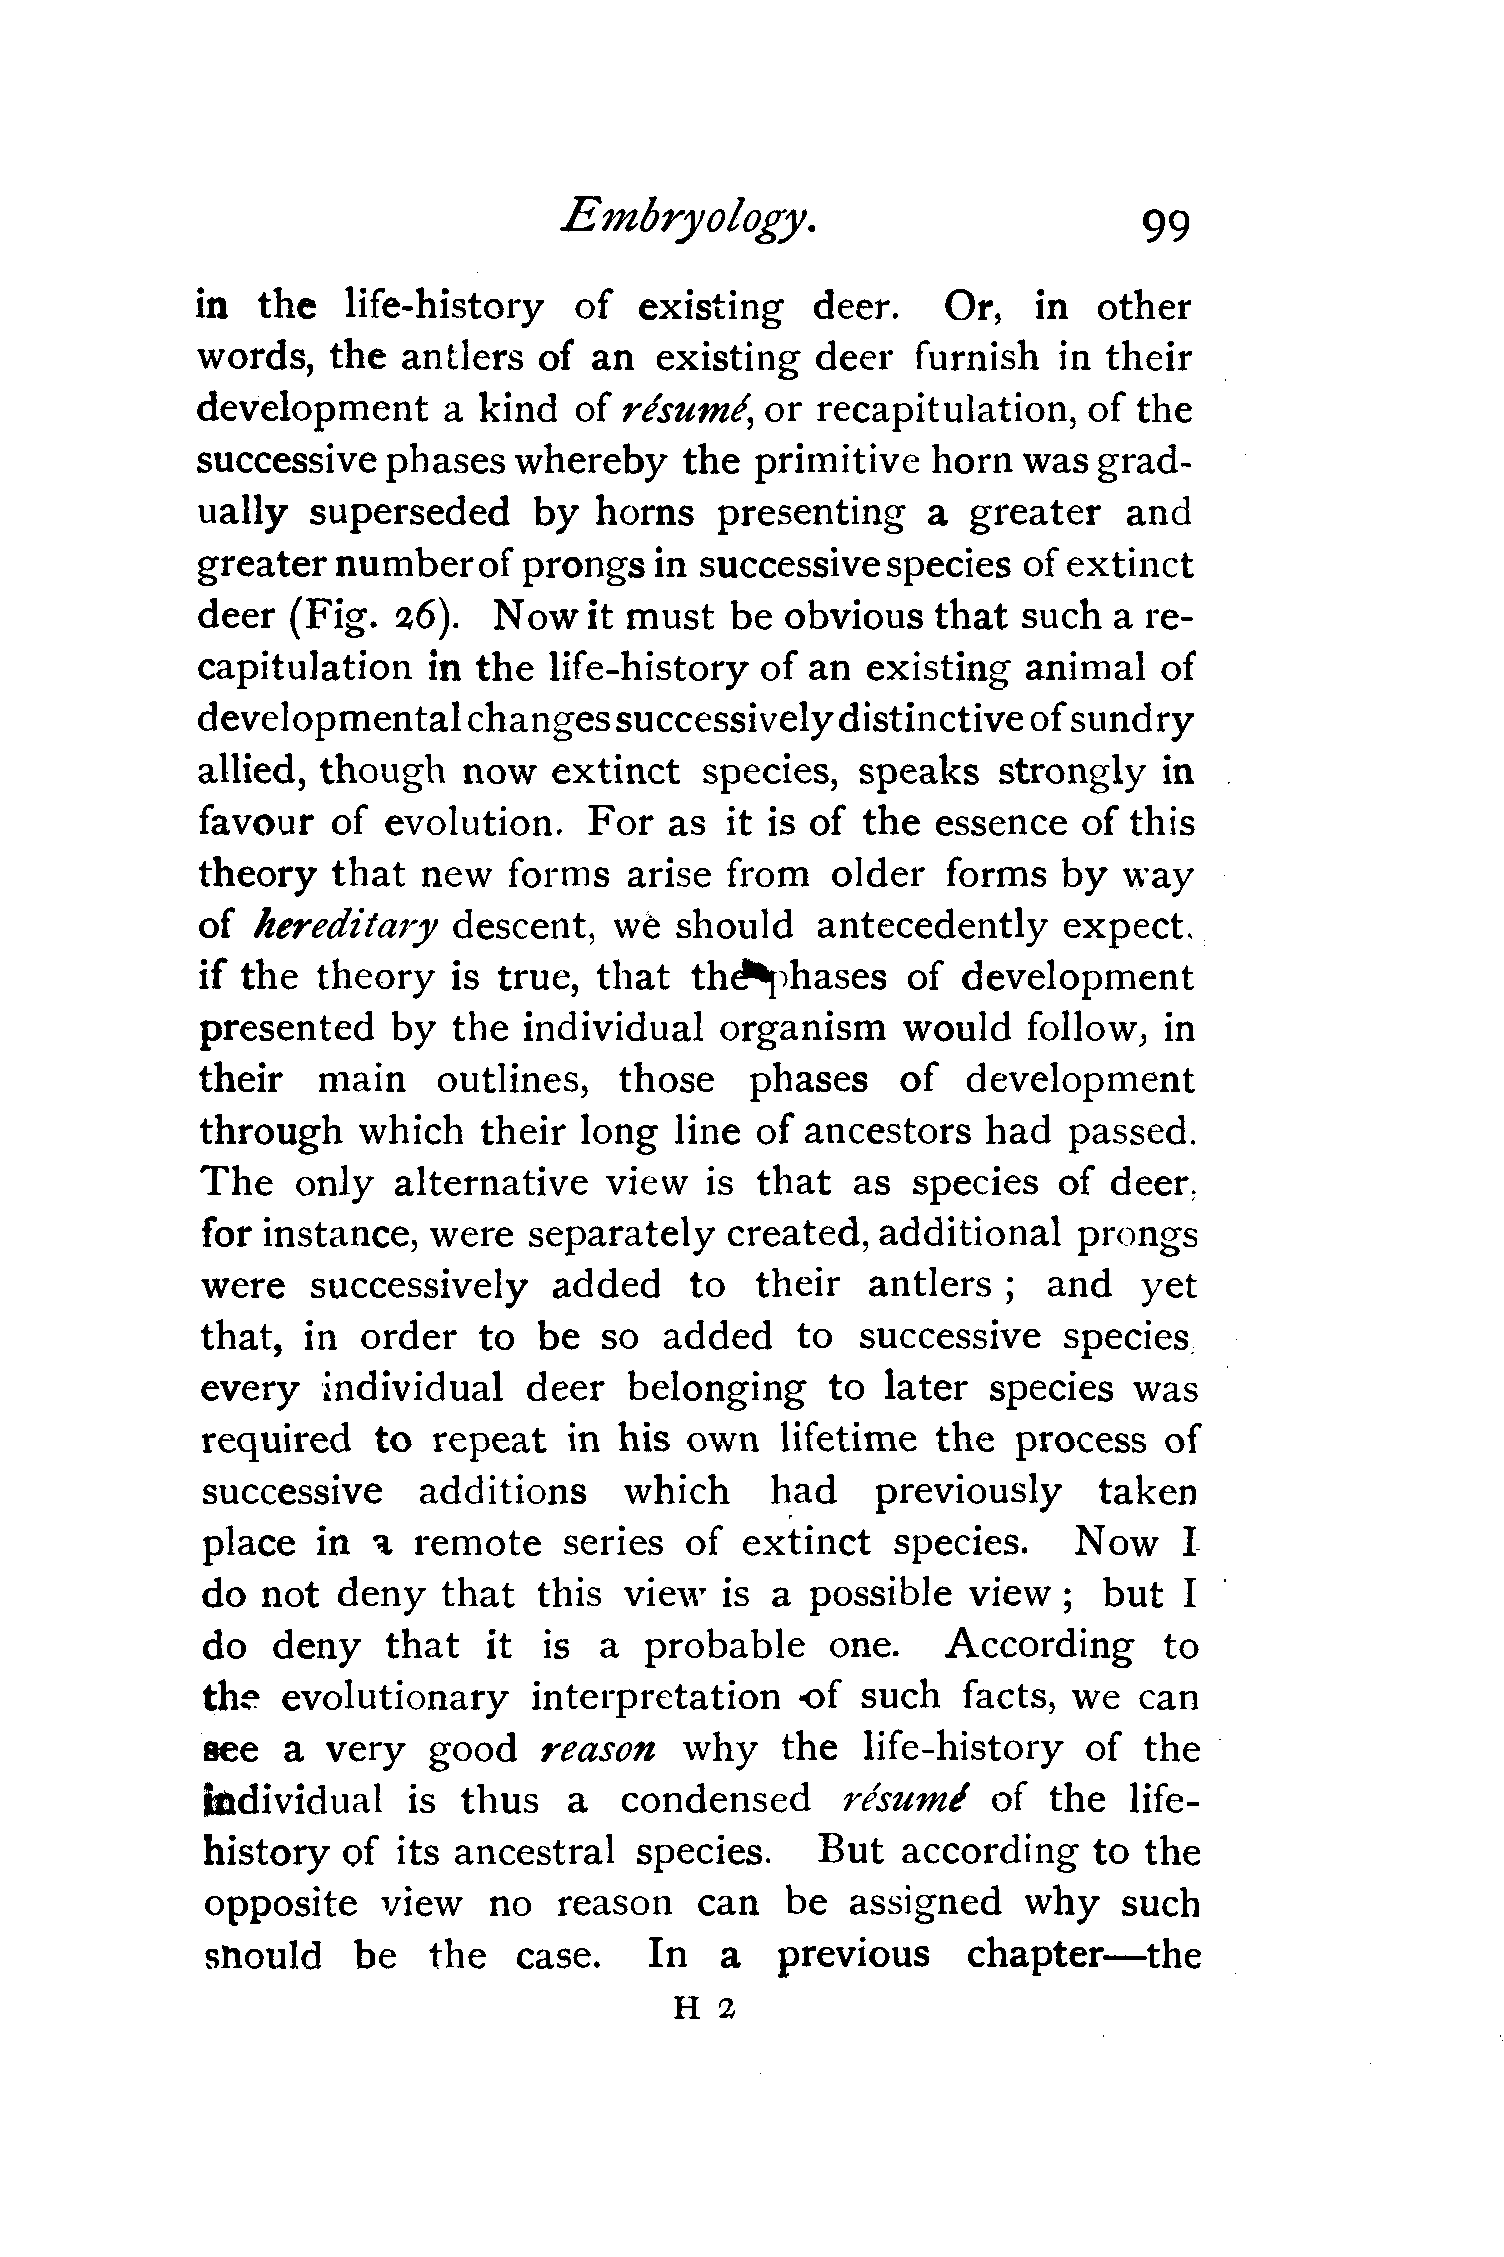 Embryology. 99
in the life-history of existing deer. Or, in other
words, the antlers of an existing deer furnish in their
development a kind of résumé, or recapitulation, of the
successive phases whereby the primitive horn was grad-
ually superseded by horns presenting a greater and
greater number of prongs in successive species of extinct
deer (Fig. 26). Now it must be obvious that such a re-
capitulation in the life-history of an existing animal of
developmental changes successively distinctive of sundry
allied, though now extinct species, speaks strongly in
favour of evolution. For as it is of the essence of this
theory that new forms arise from older forms by way
of hereditary descent, we should antecedently expect,
if the theory is true, that the phases of development
presented by the individual organism would follow, in
their main outlines, those phases of development
through which their long line of ancestors had passed.
The only alternative view is that as species of deer,
for instance, were separately created, additional prongs
were successively added to their antlers ; and yet
that, in order to be so added to successive species,
every individual deer belonging to later species was
required to repeat in his own lifetime the process of
successive additions which had previously taken
place in a remote series of extinct species. Now I
do not deny that this view is a possible view ; but I
do deny that it is a probable one. According to
the evolutionary interpretation of such facts, we can
see a very good reason why the life-history of the
individual is thus a condensed résumé of the life-
history of its ancestral species. But according to the
opposite view no reason can be assigned why such
should be the case. In a previous chapter—the
H 2